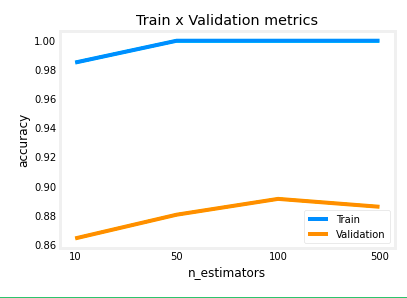 Train x Validation metrics
1.00
0.98
0.96
0.94
0.92
0.90
0.88
0.86
accuracy
10 50 100 500
n_estimators
Train
Validation